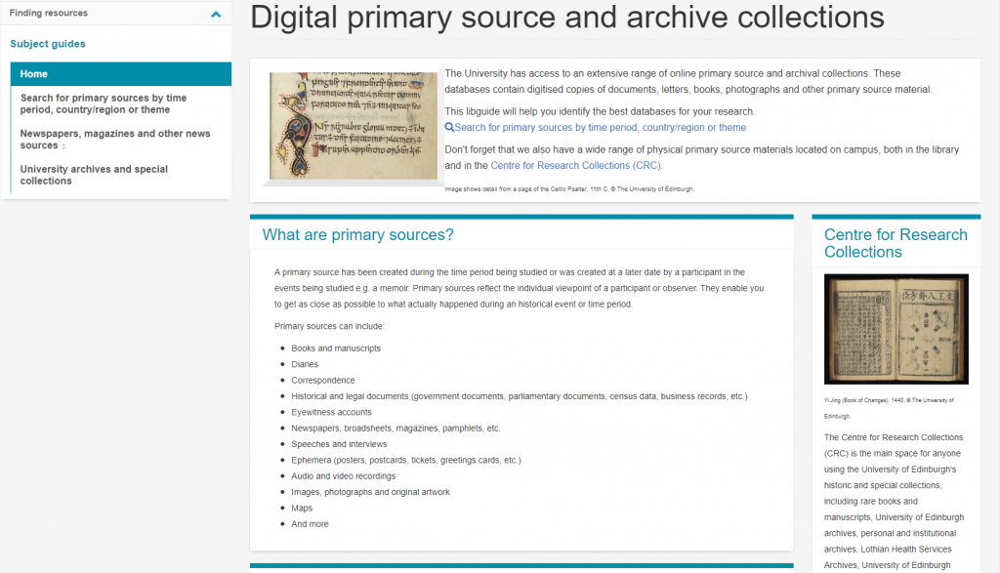 Finding resources
Subject guides
Home
Search for primary sources by time
period, country/region or theme
Newspapers, magazines and other news
sources
University archives and special
collections
Digital primary source and archive collections
The University has access to an extensive range of online primary source and archival collections. These
databases contain digitised copies of documents, letters, books, photographs and other primary source material.
This libguide will help you identify the best databases for your research.
Search for primary sources by time period, country/region or theme
Don't forget that we also have a wide range of physical primary source materials located on campus, both in the library
and in the Centre for Research Collections (CRC).
Image shows detail from a page of the Celtic Psalter, 11th C. © The University of Edinburgh.
What are primary sources?
A primary source has been created during the time period being studied or was created at a later date by a participant in the
events being studied e.g. a memoir. Primary sources reflect the individual viewpoint of a participant or observer. They enable you
to get as close as possible to what actually happened during an historical event or time period.
Primary sources can include:
Books and manuscripts
Diaries
Correspondence
Historical and legal documents (government documents, parliamentary documents, census data, business records, etc.)
Eyewitness accounts
Newspapers, broadsheets, magazines, pamphlets, etc.
Speeches and interviews
Ephemera (posters, postcards, tickets, greetings cards, etc.)
Audio and video recordings
Images, photographs and original artwork
Maps
And more
Centre for Research
Collections
文王八卦方位
Yi Jing (Book of Changes), 1440. © The University of
Edinburgh.
The Centre for Research Collections
(CRC) is the main space for anyone
using the University of Edinburgh's
historic and special collections,
including rare books and
manuscripts, University of Edinburgh
archives, personal and institutional
archives, Lothian Health Services
Archives, University of Edinburgh